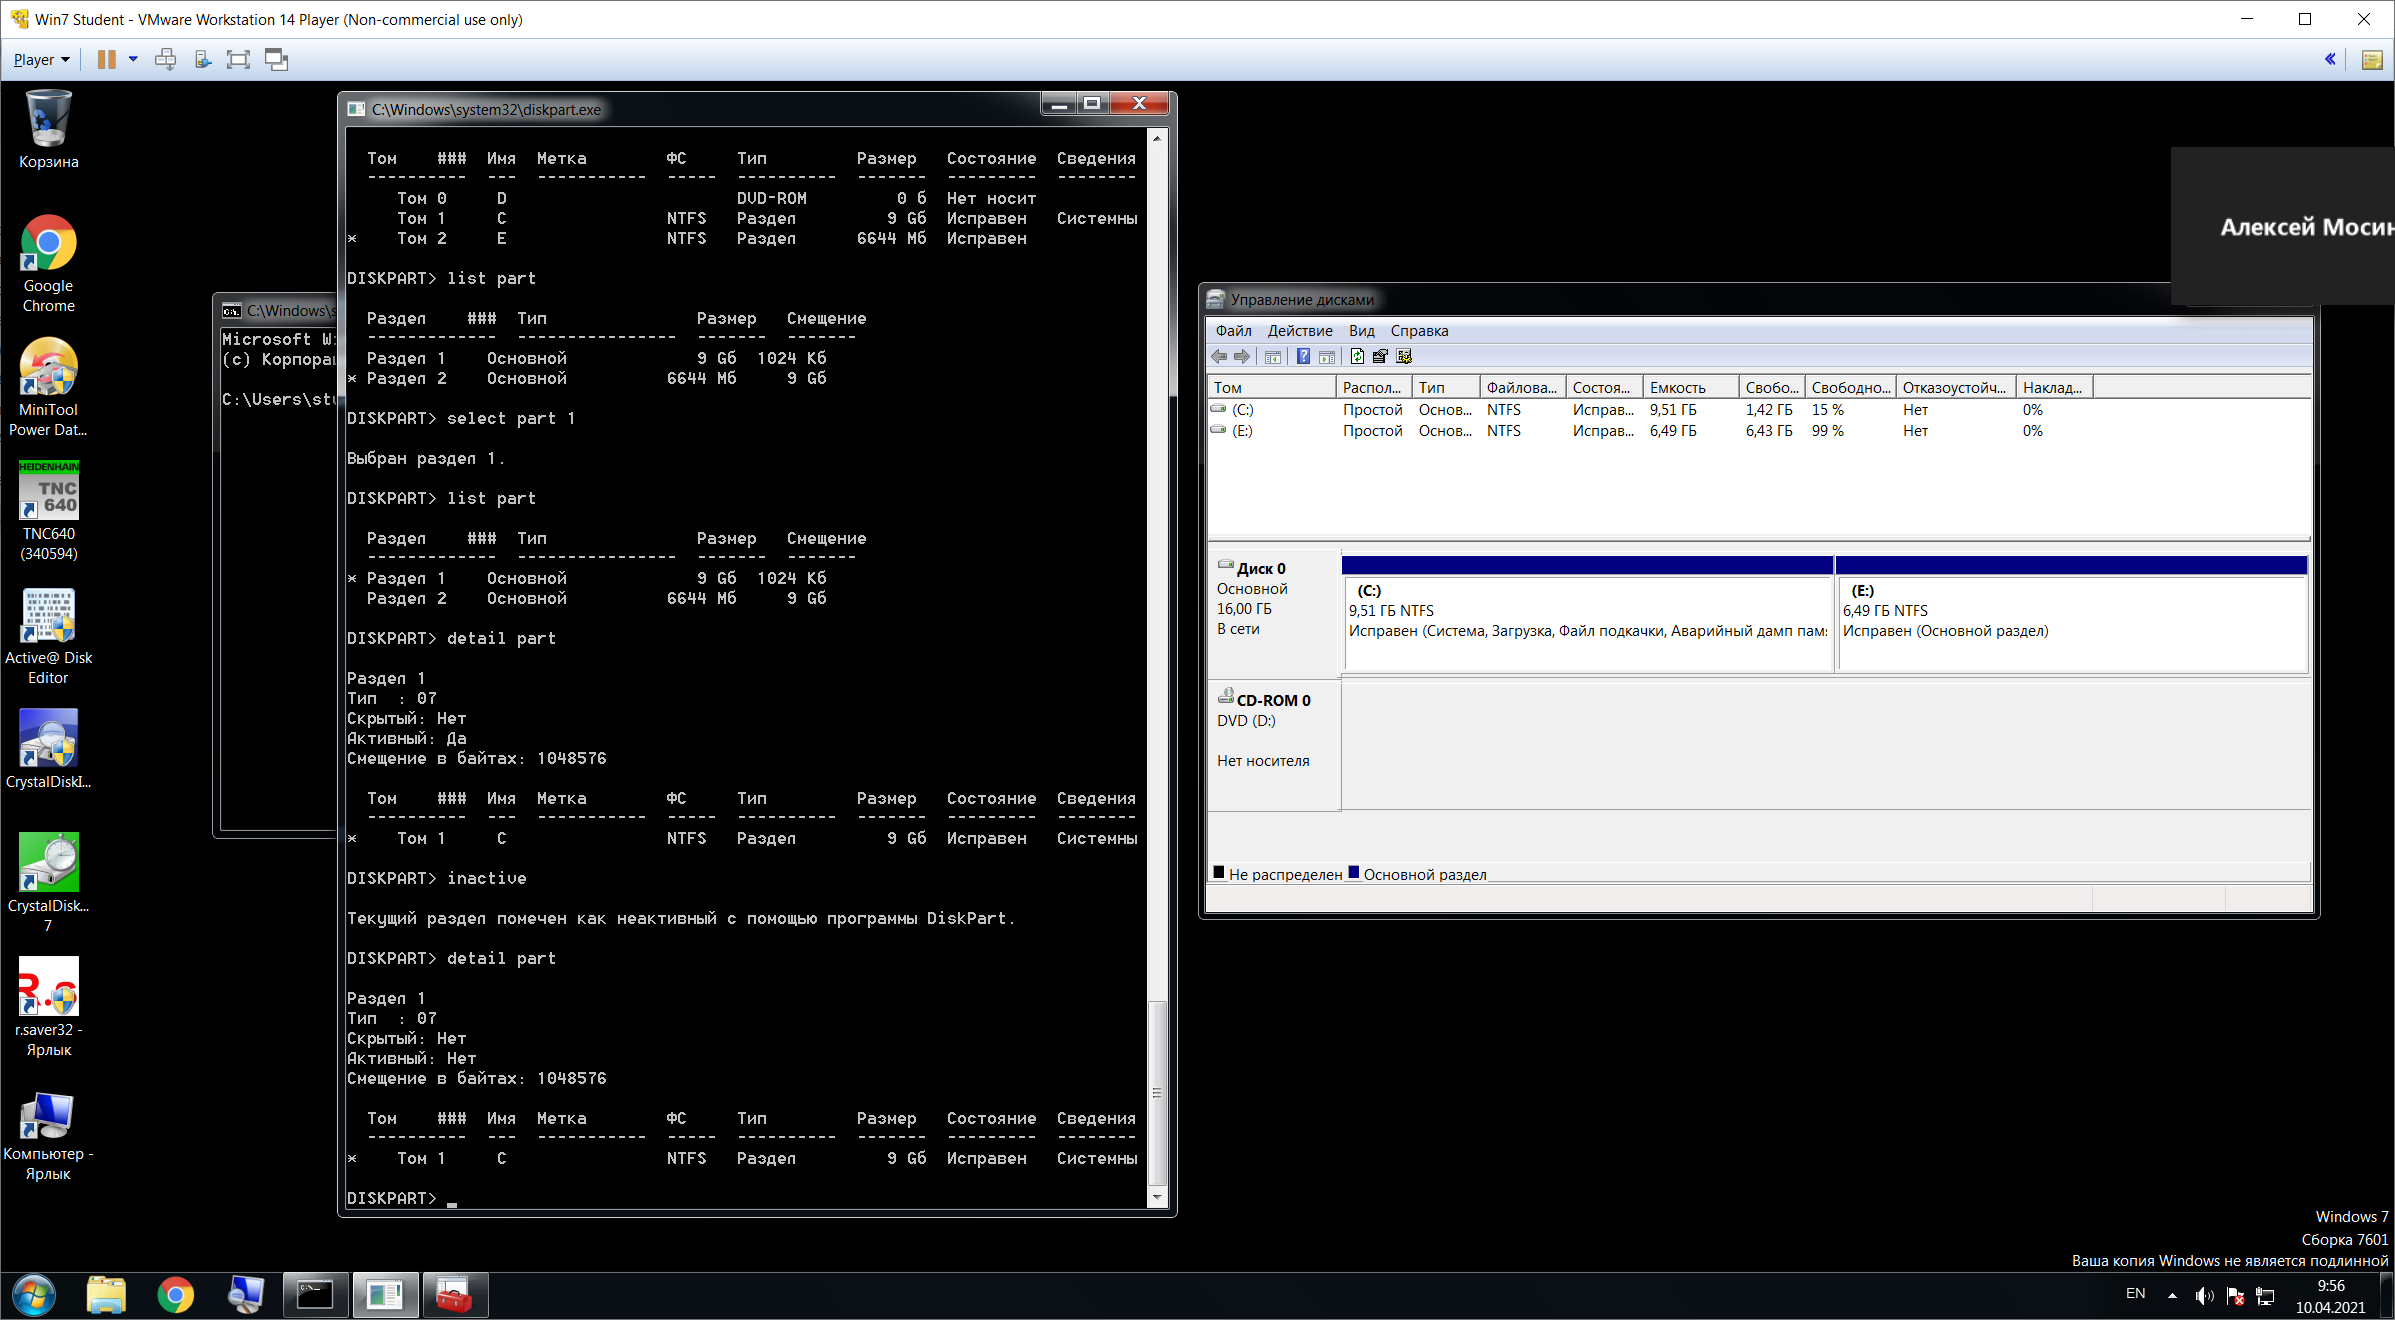 Win7 Student - VMware Workstation 14 Player (Non-commercial use only)
Player
Корзина
Google
Chrome
MiniTool
Power Dat...
HEIDENHAIN
TNC
640
TNC640
(340594)
Active@ Disk
Editor
CrystalDiskI...
CrystalDisk...
7
R.s
r.saver32 -
Ярлык
Компьютер -
Ярлык
C:\Windows\s
Microsoft W
(c) Корпора
C:\Users\stu
C:\Windows\system32\diskpart.exe
Том ### Имя Метка ФС Тип Размер Состояние Сведения
---------- --- ----------- ----- ---------- ------- --------- --------
Том 0 D DVD-ROM 0 б Нет носит
Том 1 C NTFS Раздел 9 Gб Исправен Системны
* Том 2 E NTFS Раздел 6644 Мб Исправен
DISKPART> list part
Раздел ### Тип Размер Смещение
------------- ---------------- ------- -------
Раздел 1 Основной 9 Gб 1024 Кб
* Раздел 2 Основной 6644 Мб 9 Gб
DISKPART> select part 1
Выбран раздел 1.
DISKPART> list part
Раздел ### Тип Размер Смещение
------------- ---------------- ------- -------
* Раздел 1 Основной 9 Gб 1024 Кб
Раздел 2 Основной 6644 Мб 9 Gб
DISKPART> detail part
Раздел 1
Тип : 07
Скрытый: Нет
Активный: Да
Смещение в байтах: 1048576
Том ### Имя Метка ФС Тип Размер Состояние Сведения
---------- --- ----------- ----- ---------- ------- --------- --------
* Том 1 C NTFS Раздел 9 Gб Исправен Системны
DISKPART> inactive
Текущий раздел помечен как неактивный с помощью программы DiskPart.
DISKPART> detail part
Раздел 1
Тип : 07
Скрытый: Нет
Активный: Нет
Смещение в байтах: 1048576
Том ### Имя Метка ФС Тип Размер Состояние Сведения
---------- --- ----------- ----- ---------- ------- --------- --------
* Том 1 C NTFS Раздел 9 Gб Исправен Системны
DISKPART> _
Алексей Мосин
Управление дисками
Файл Действие Вид Справка
Том Распол... Тип Файлова... Состоя... Емкость Свобо... Свободно... Отказоустойч... Наклад...
(C:) Простой Основ... NTFS Исправ... 9,51 ГБ 1,42 ГБ 15 % Нет 0%
(E:) Простой Основ... NTFS Исправ... 6,49 ГБ 6,43 ГБ 99 % Нет 0%
Диск 0
Основной
16,00 ГБ
В сети
(C:)
9,51 ГБ NTFS
Исправен (Система, Загрузка, Файл подкачки, Аварийный дамп памя
(E:)
6,49 ГБ NTFS
Исправен (Основной раздел)
CD-ROM 0
DVD (D:)
Нет носителя
Не распределен Основной раздел
Windows 7
Сборка 7601
Ваша копия Windows не является подлинной
EN
9:56
10.04.2021